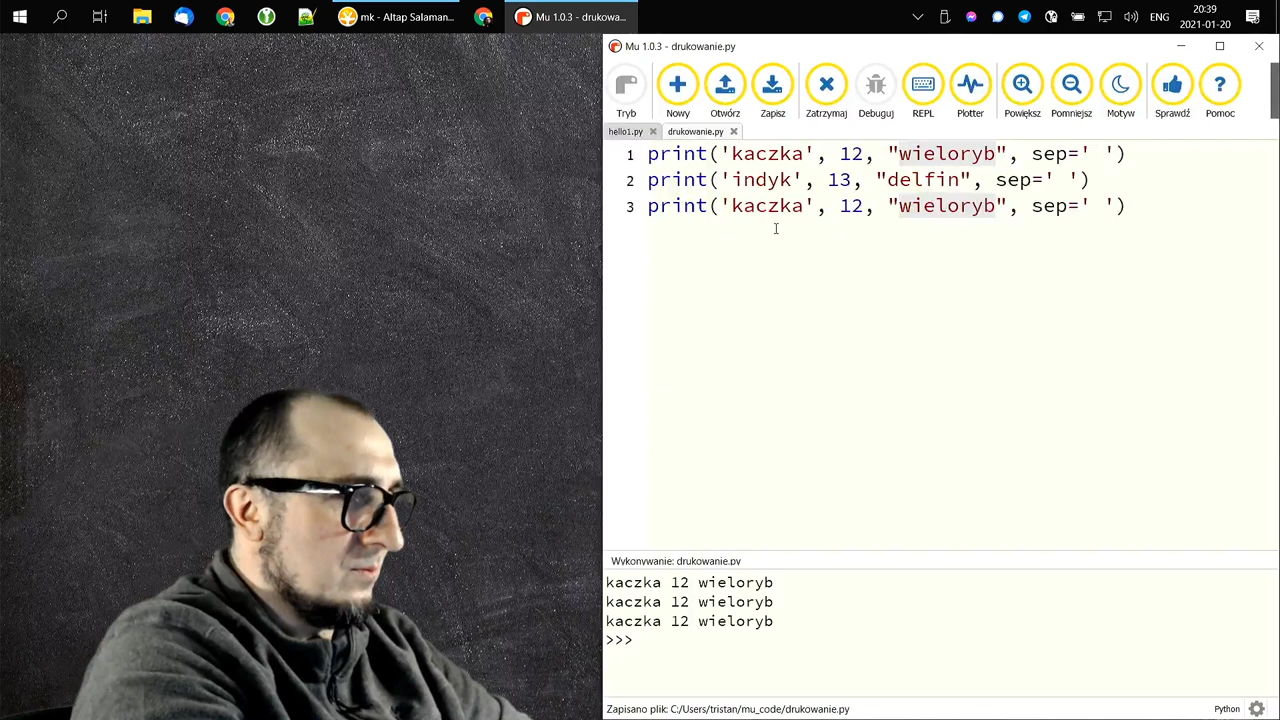 mk - Altap Salaman...
Mu 1.0.3 - drukowa...
ENG
20:39
2021-01-20
Mu 1.0.3 - drukowanie.py
Tryb
Nowy
Otwórz
Zapisz
Zatrzymaj
Debuguj
REPL
Plotter
Powiększ
Pomniejsz
Motyw
Sprawdź
Pomoc
hello1.py
drukowanie.py
1 print('kaczka', 12, "wieloryb", sep=' ')
2 print('indyk', 13, "delfin", sep=' ')
3 print('kaczka', 12, "wieloryb", sep=' ')
Wykonywanie: drukowanie.py
kaczka 12 wieloryb
kaczka 12 wieloryb
kaczka 12 wieloryb
>>>
Zapisano plik: C:/Users/tristan/mu_code/drukowanie.py
Python